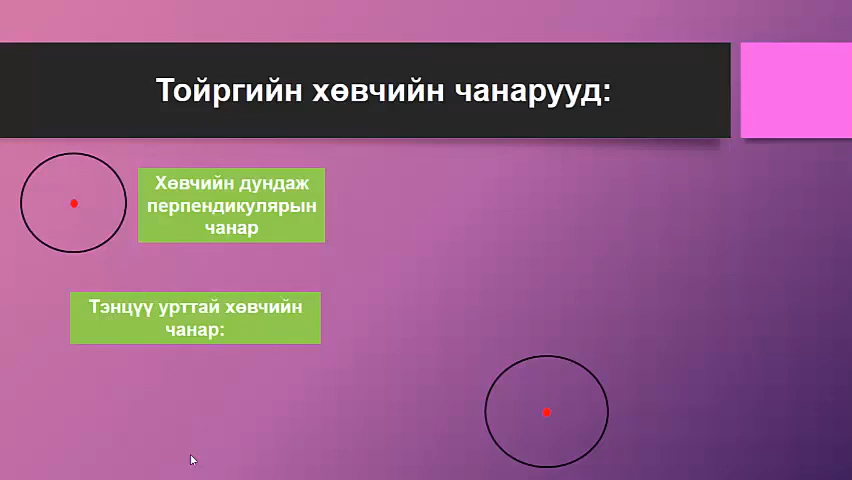 Тойргийн хөвчийн чанарууд:
Хөвчийн дундаж
перпендикулярын
чанар
Тэнцүү урттай хөвчийн
чанар: